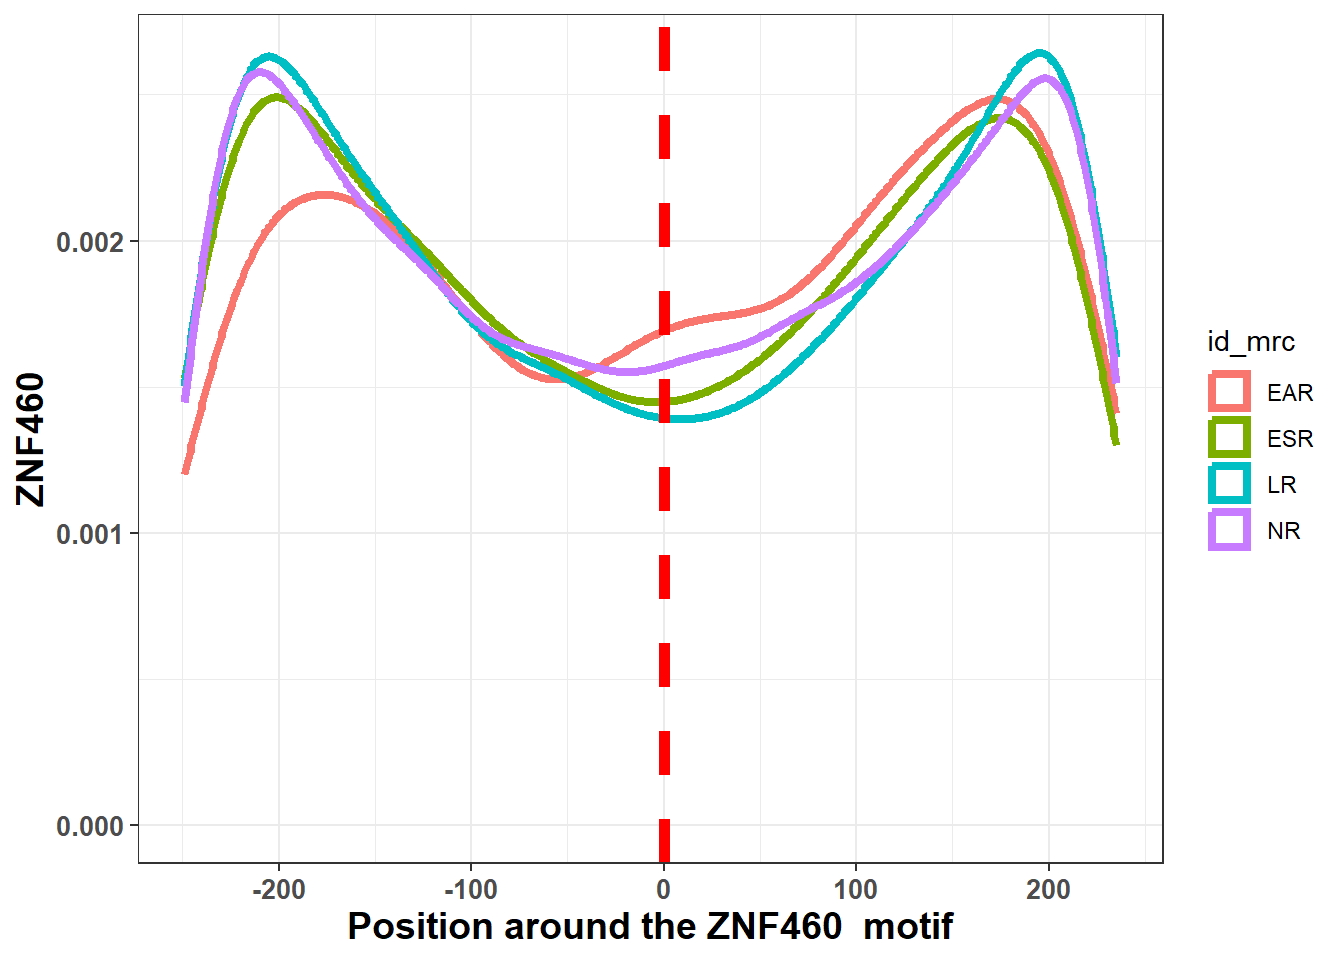 ZNF460
0.002
0.001
0.000
-200 -100 0 100 200
Position around the ZNF460  motif
id_mrc
EAR
ESR
LR
NR